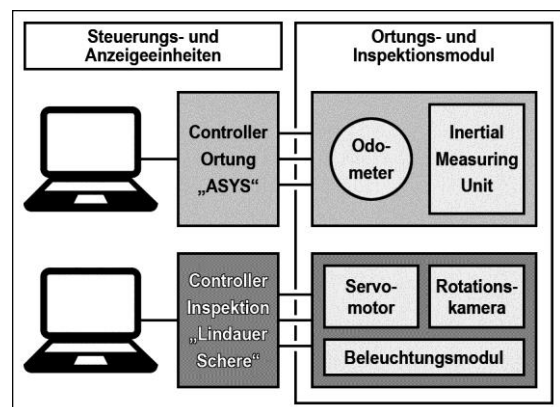 Steuerungs- und
Anzeigeeinheiten
Ortungs- und
Inspektionsmodul
Controller
Ortung
„ASYS“
Odo-
meter
Inertial
Measuring
Unit
Controller
Inspektion
„Lindauer
Schere“
Servo-
motor
Rotations-
kamera
Beleuchtungsmodul